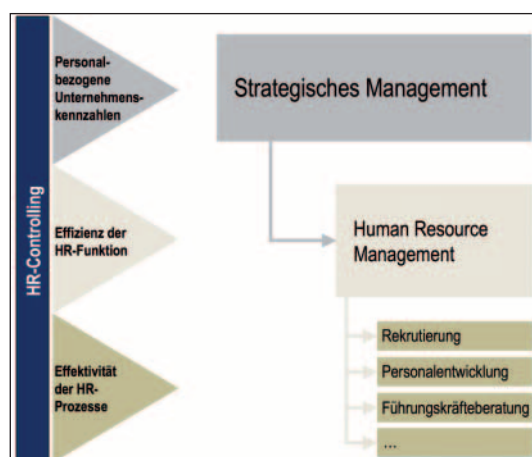 HR-Controlling
Personal-
bezogene
Unternehmens-
kennzahlen
Strategisches Management
Effizienz der
HR-Funktion
Human Resource
Management
Effektivität
der HR-
Prozesse
Rekrutierung
Personalentwicklung
Führungskräfteberatung
...